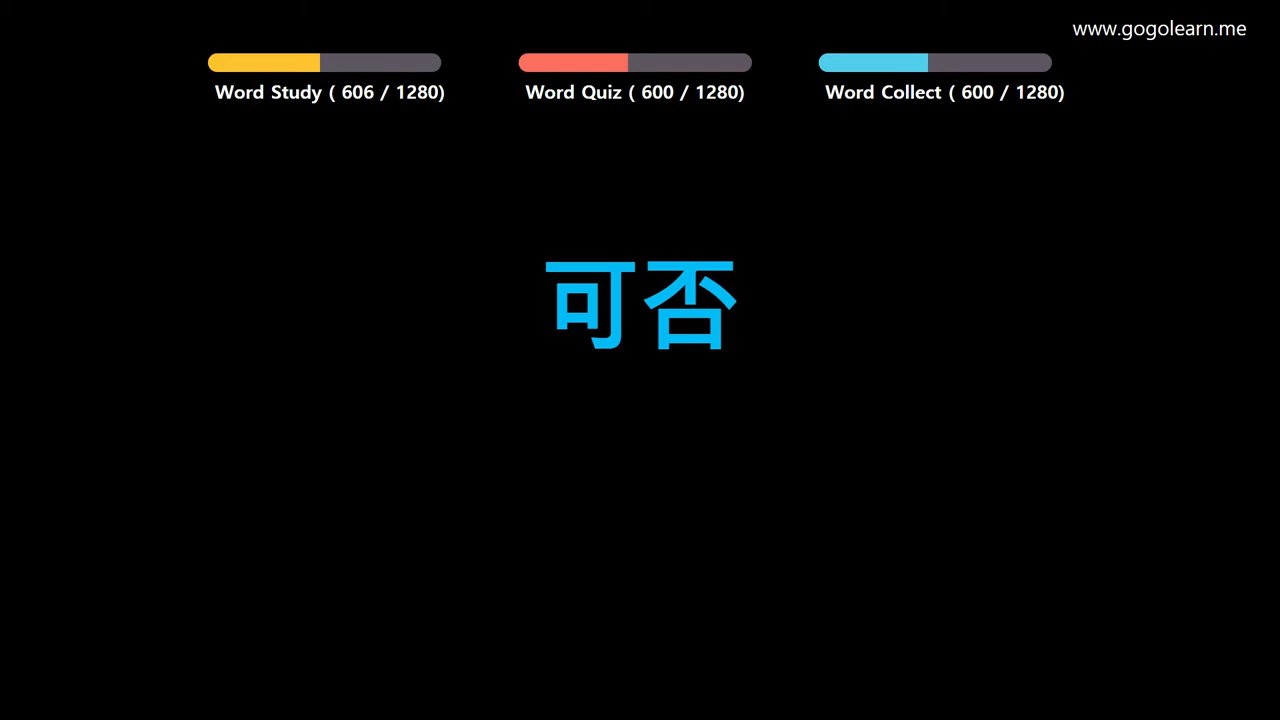 www.gogolearn.me
Word Study ( 606 / 1280)
Word Quiz ( 600 / 1280)
Word Collect ( 600 / 1280)
可否